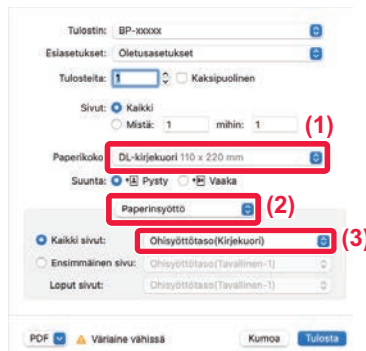 Tulostin: BP-xxxxx
Esiasetukset: Oletusasetukset
Tulosteita: 1 Kaksipuolinen
Sivut: Kaikki
Mistä: 1 mihin: 1
(1)
Paperikoko DL-kirjekuori 110 x 220 mm
Suunta: Pysty Vaaka
Paperinsyöttö (2)
Kaikki sivut: Ohisyöttötaso(Kirjekuori) (3)
Ensimmäinen sivu: Ohisyöttötaso(Tavallinen-1)
Loput sivut: Ohisyöttötaso(Tavallinen-1)
PDF Väriaine vähissä Kumoa Tulosta